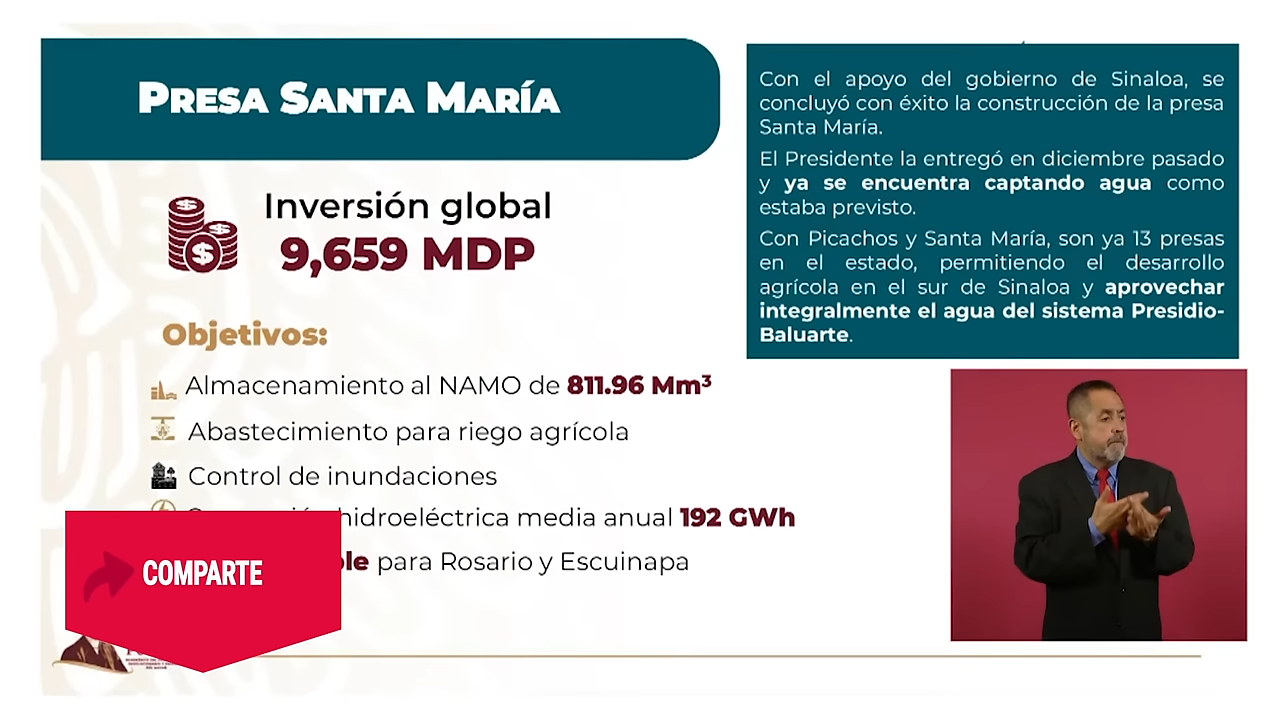 PRESA SANTA MARÍA
Inversión global
9,659 MDP
Objetivos:
Almacenamiento al NAMO de 811.96 Mm³
Abastecimiento para riego agrícola
Control de inundaciones
hidroeléctrica media anual 192 GWh
para Rosario y Escuinapa
COMPARTE
Con el apoyo del gobierno de Sinaloa, se
concluyó con éxito la construcción de la presa
Santa María.
El Presidente la entregó en diciembre pasado
y ya se encuentra captando agua como
estaba previsto.
Con Picachos y Santa María, son ya 13 presas
en el estado, permitiendo el desarrollo
agrícola en el sur de Sinaloa y aprovechar
integralmente el agua del sistema Presidio-
Baluarte.